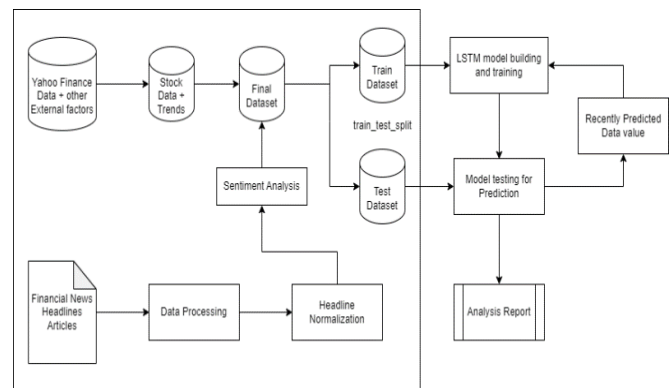 Yahoo Finance
Data + other
External factors
Stock
Data +
Trends
Final
Dataset
Train
Dataset
LSTM model building
and training
train_test_split
Recently Predicted
Data value
Sentiment Analysis
Test
Dataset
Model testing for
Prediction
Financial News
Headlines
Articles
Data Processing
Headline
Normalization
Analysis Report